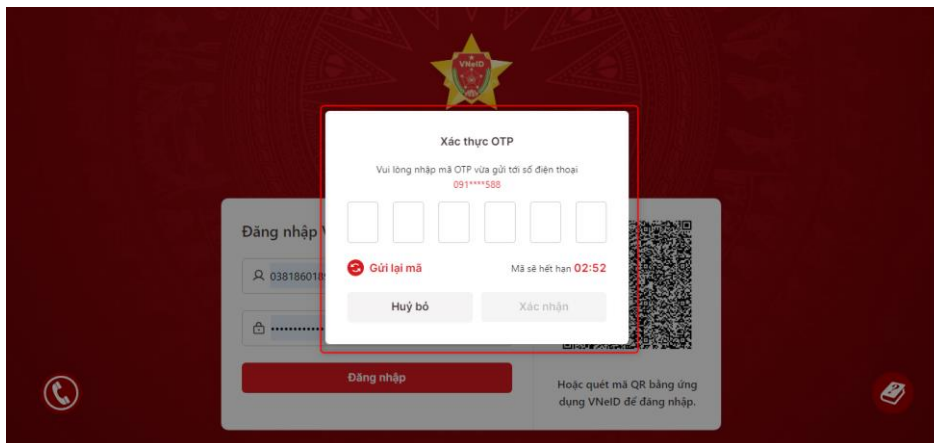 VNeID
Xác thực OTP
Vui lòng nhập mã OTP vừa gửi tới số điện thoại
091****588
Đăng nhập
Gửi lại mã
Mã sẽ hết hạn 02:52
038186018
Huỷ bỏ
Xác nhận
••••••••••••
Đăng nhập
Hoặc quét mã QR bằng ứng
dụng VNeID để đăng nhập.